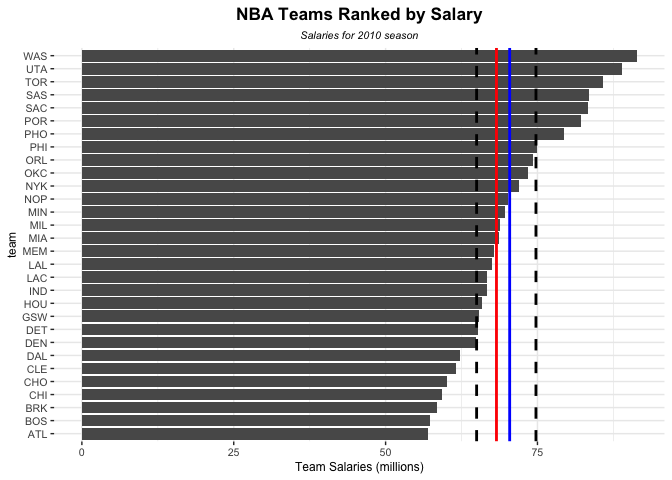 NBA Teams Ranked by Salary
Salaries for 2010 season
WAS
UTA
TOR
SAS
SAC
POR
PHO
PHI
ORL
OKC
NYK
NOP
MIN
MIL
MIA
MEM
LAL
LAC
IND
HOU
GSW
DET
DEN
DAL
CLE
CHO
CHI
BRK
BOS
ATL
team
0 25 50 75
Team Salaries (millions)